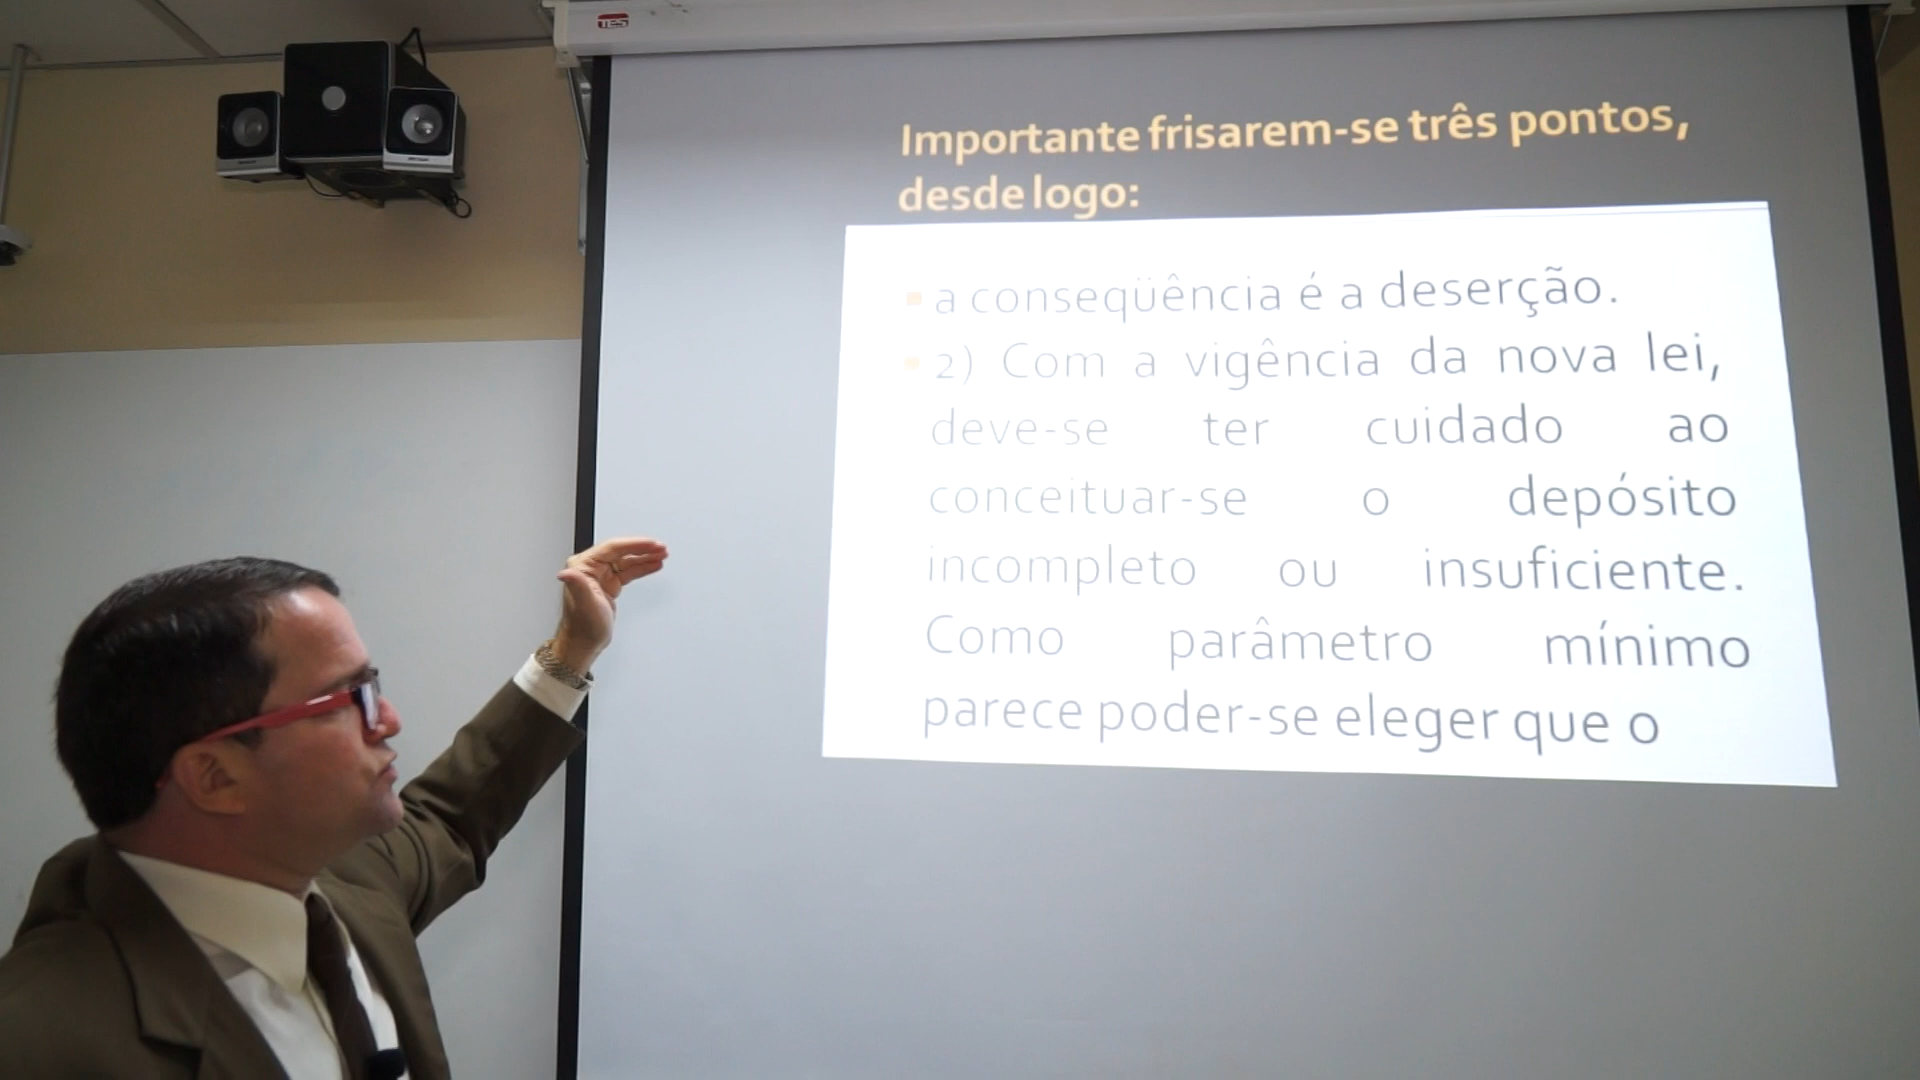 TES
Importante frisarem-se três pontos,
desde logo:
a conseqüência é a deserção.
2) Com a vigência da nova lei,
deve-se ter cuidado ao
conceituar-se o depósito
incompleto ou insuficiente.
Como parâmetro mínimo
parece poder-se eleger que o